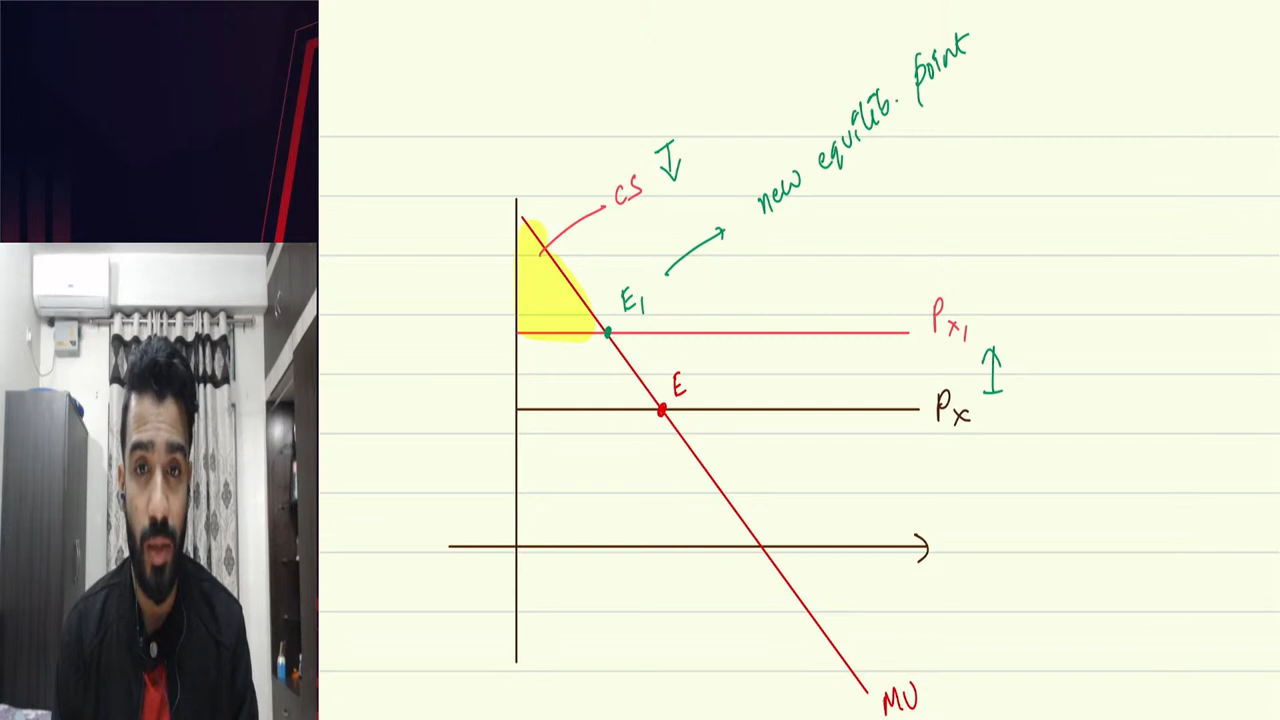 new equilib. point
CS ↓
E1
Px1
E
Px
MU